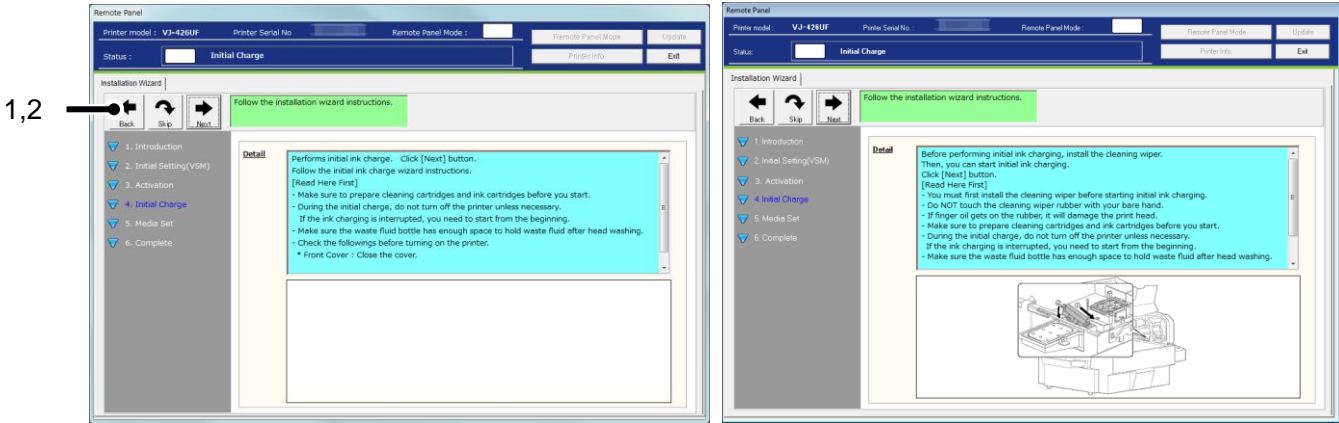 1,2
Remote Panel
Printer model : VJ-426UF Printer Serial No Remote Panel Mode : Remote Panel Mode Update
Status : Initial Charge Printer Info. Exit
Installation Wizard
Back Skip Next
Follow the installation wizard instructions.
1. Introduction
2. Initial Setting(VSM)
3. Activation
4. Initial Charge
5. Media Set
6. Complete
Detail
Performs initial ink charge. Click [Next] button.
Follow the initial ink charge wizard instructions.
[Read Here First]
- Make sure to prepare cleaning cartridges and ink cartridges before you start.
- During the initial charge, do not turn off the printer unless necessary.
If the ink charging is interrupted, you need to start from the beginning.
- Make sure the waste fluid bottle has enough space to hold waste fluid after head washing.
- Check the followings before turning on the printer.
* Front Cover : Close the cover.
Remote Panel
Printer model : VJ-426UF Printer Serial No. : Remote Panel Mode : Remote Panel Mode Update
Status: Initial Charge Printer Info. Exit
Installation Wizard
Back Skip Next
Follow the installation wizard instructions.
1. Introduction
2. Initial Setting(VSM)
3. Activation
4. Initial Charge
5. Media Set
6. Complete
Detail
Before performing initial ink charging, install the cleaning wiper.
Then, you can start initial ink charging.
Click [Next] button.
[Read Here First]
- You must first install the cleaning wiper before starting initial ink charging.
- Do NOT touch the cleaning wiper rubber with your bare hand.
- If finger oil gets on the rubber, it will damage the print head.
- Make sure to prepare cleaning cartridges and ink cartridges before you start.
- During the initial charge, do not turn off the printer unless necessary.
If the ink charging is interrupted, you need to start from the beginning.
- Make sure the waste fluid bottle has enough space to hold waste fluid after head washing.